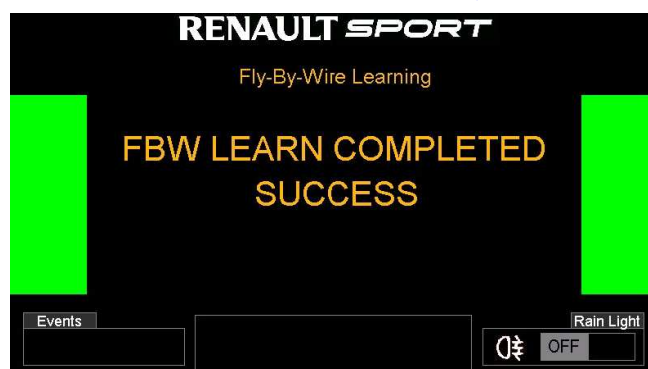 RENAULT SPORT
Fly-By-Wire Learning
FBW LEARN COMPLETED
SUCCESS
Events
Rain Light
OFF